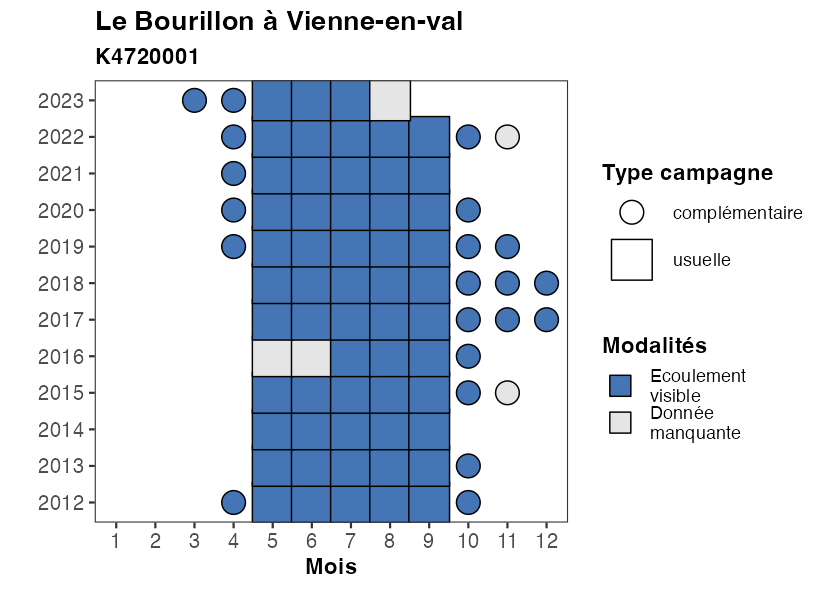 Le Bourillon à Vienne-en-val
K4720001
2023
2022
2021
2020
2019
2018
2017
2016
2015
2014
2013
2012
1 2 3 4 5 6 7 8 9 10 11 12
Mois
Type campagne
complémentaire
usuelle
Modalités
Ecoulement
visible
Donnée
manquante